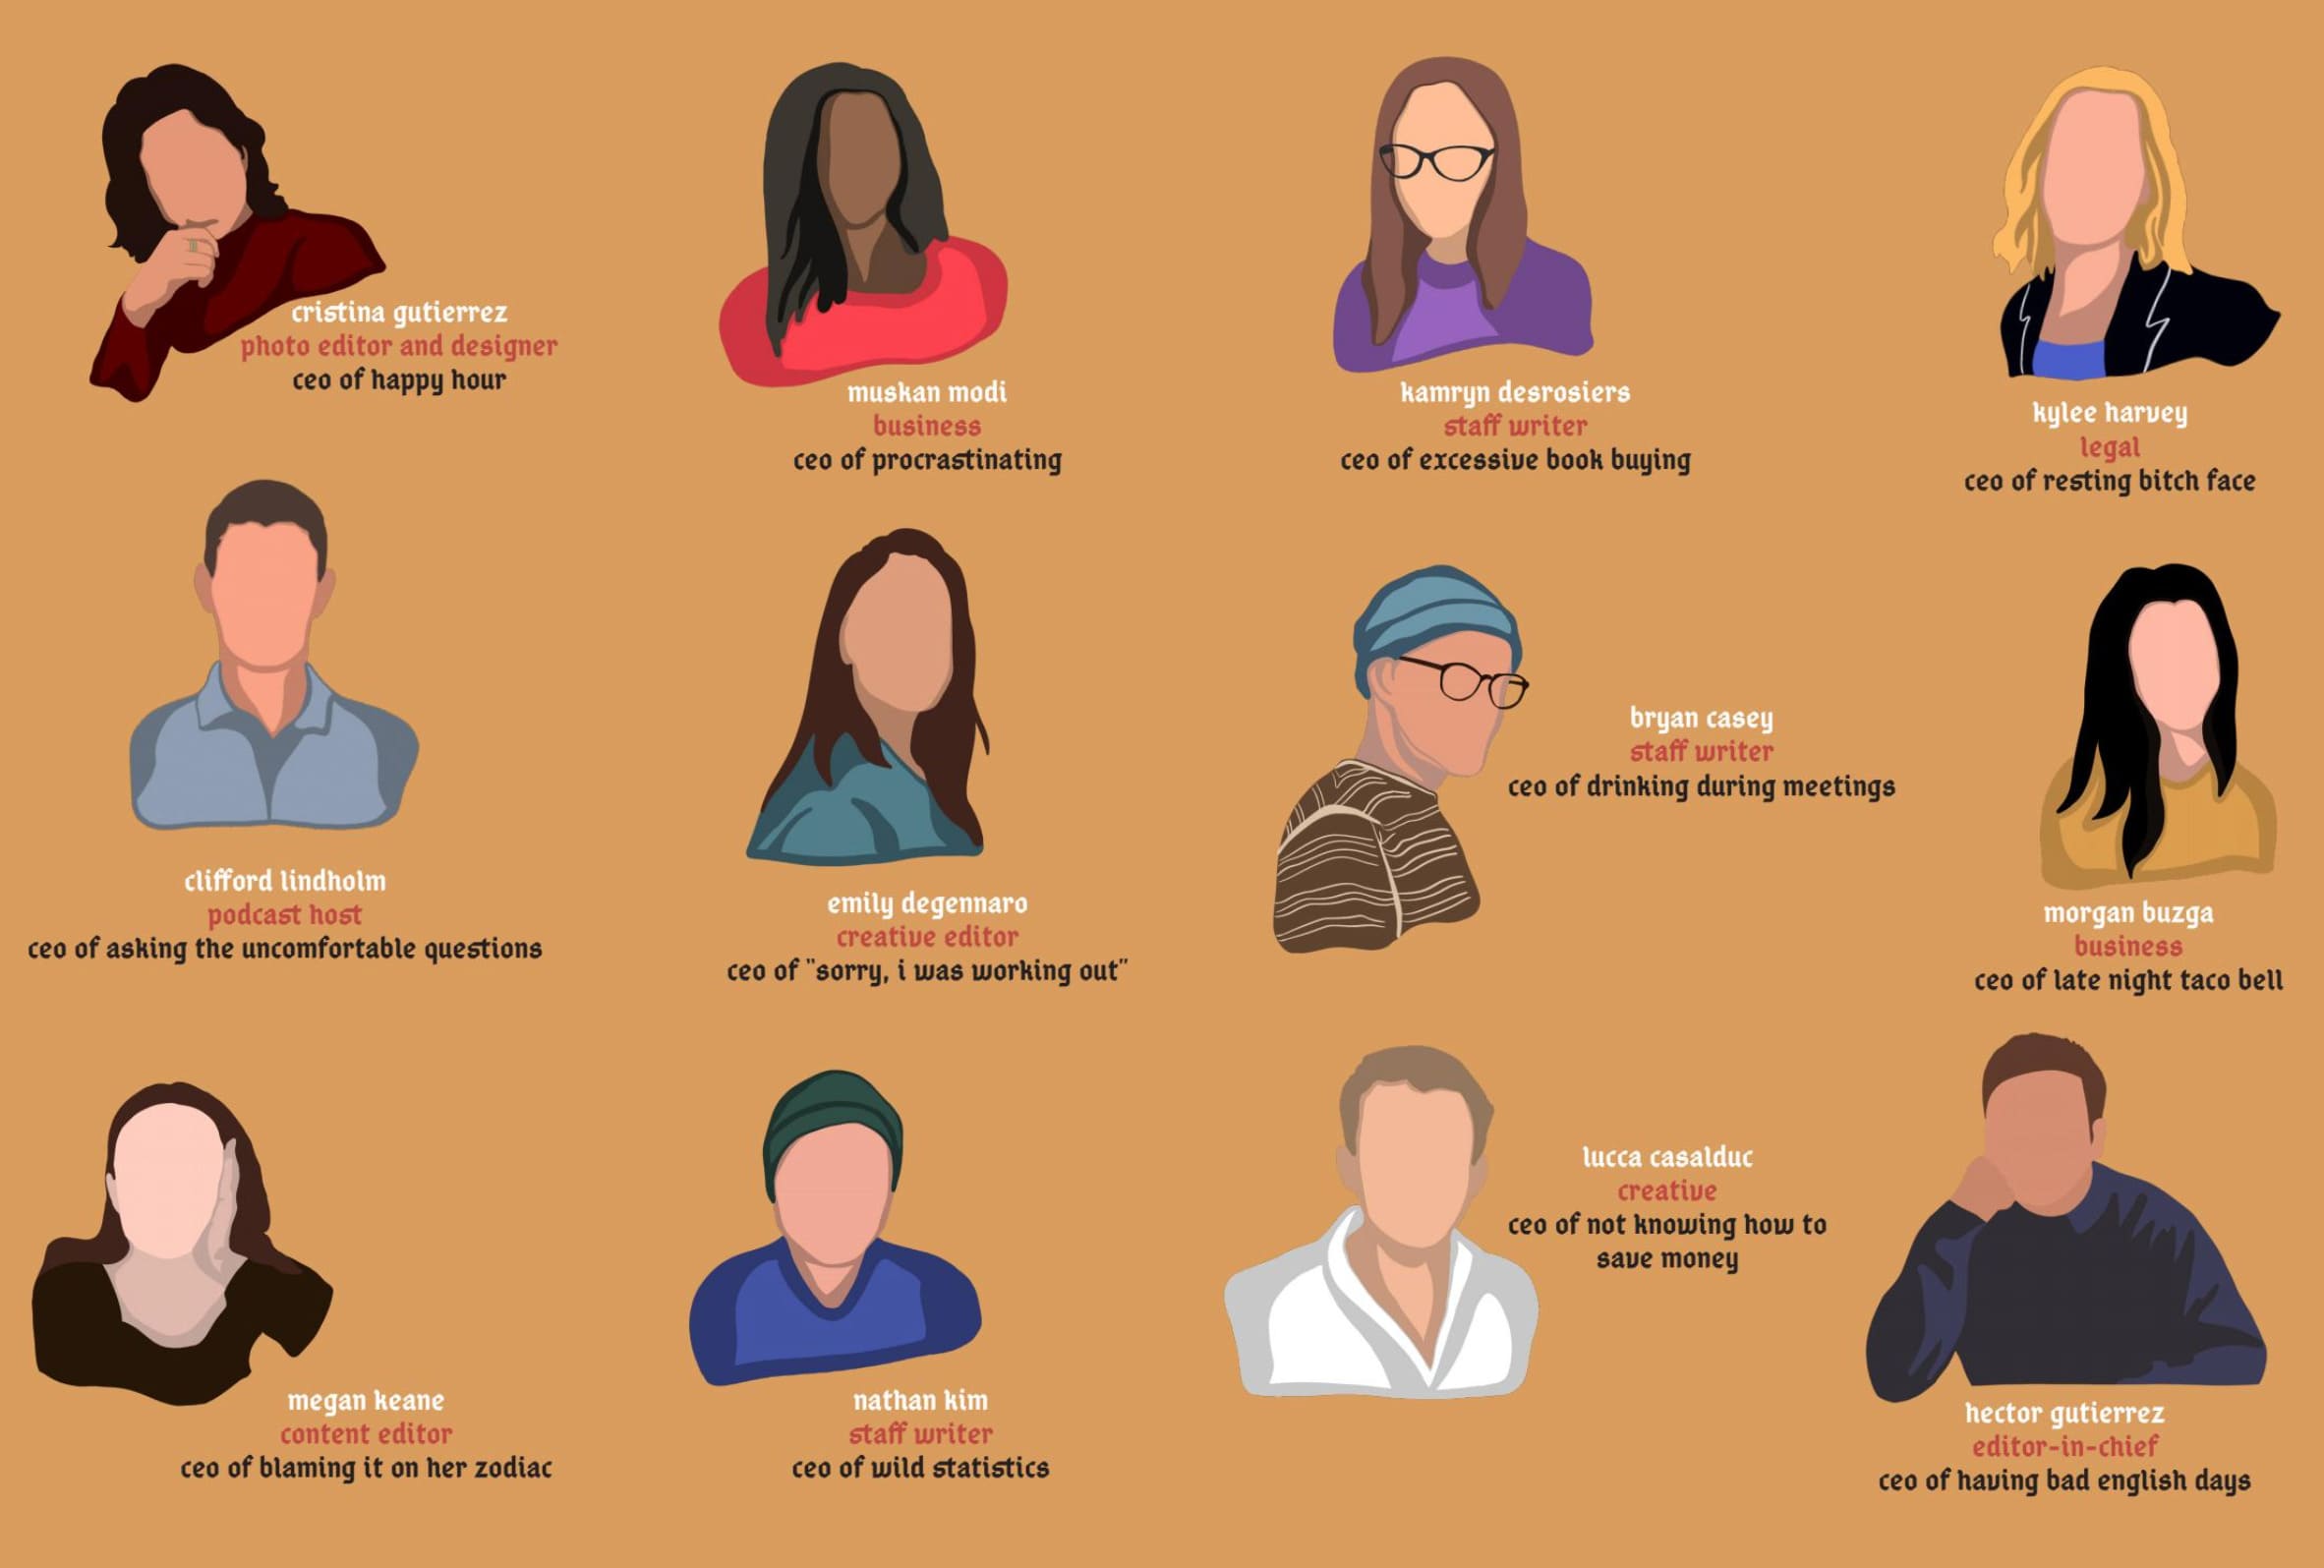 cristina gutierrez
photo editor and designer
ceo of happy hour
muskan modi
business
ceo of procrastinating
kamryn desrosiers
staff writer
ceo of excessive book buying
kylee harvey
legal
ceo of resting bitch face
clifford lindholm
podcast host
ceo of asking the uncomfortable questions
emily degennaro
creative editor
ceo of "sorry, i was working out"
bryan casey
staff writer
ceo of drinking during meetings
morgan buzga
business
ceo of late night taco bell
megan keane
content editor
ceo of blaming it on her zodiac
nathan kim
staff writer
ceo of wild statistics
lucca casalduc
creative
ceo of not knowing how to
save money
hector gutierrez
editor-in-chief
ceo of having bad english days